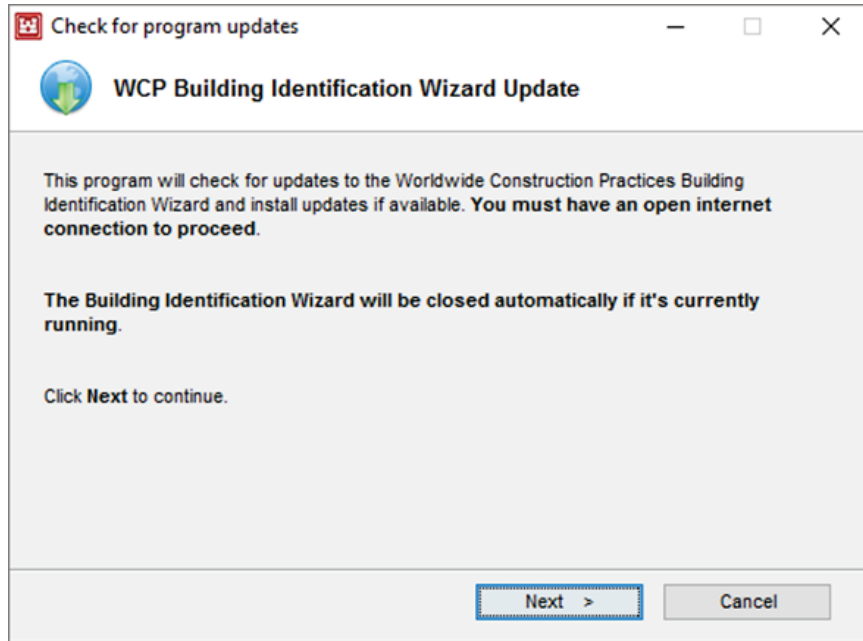 Check for program updates
WCP Building Identification Wizard Update
This program will check for updates to the Worldwide Construction Practices Building
Identification Wizard and install updates if available. You must have an open internet
connection to proceed.
The Building Identification Wizard will be closed automatically if it's currently
running.
Click Next to continue.
Next >
Cancel